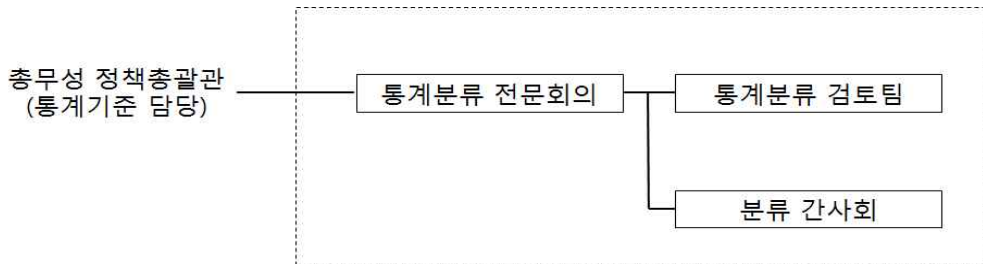 총무성 정책총괄관
(통계기준 담당)
통계분류 전문회의
통계분류 검토팀
분류 간사회